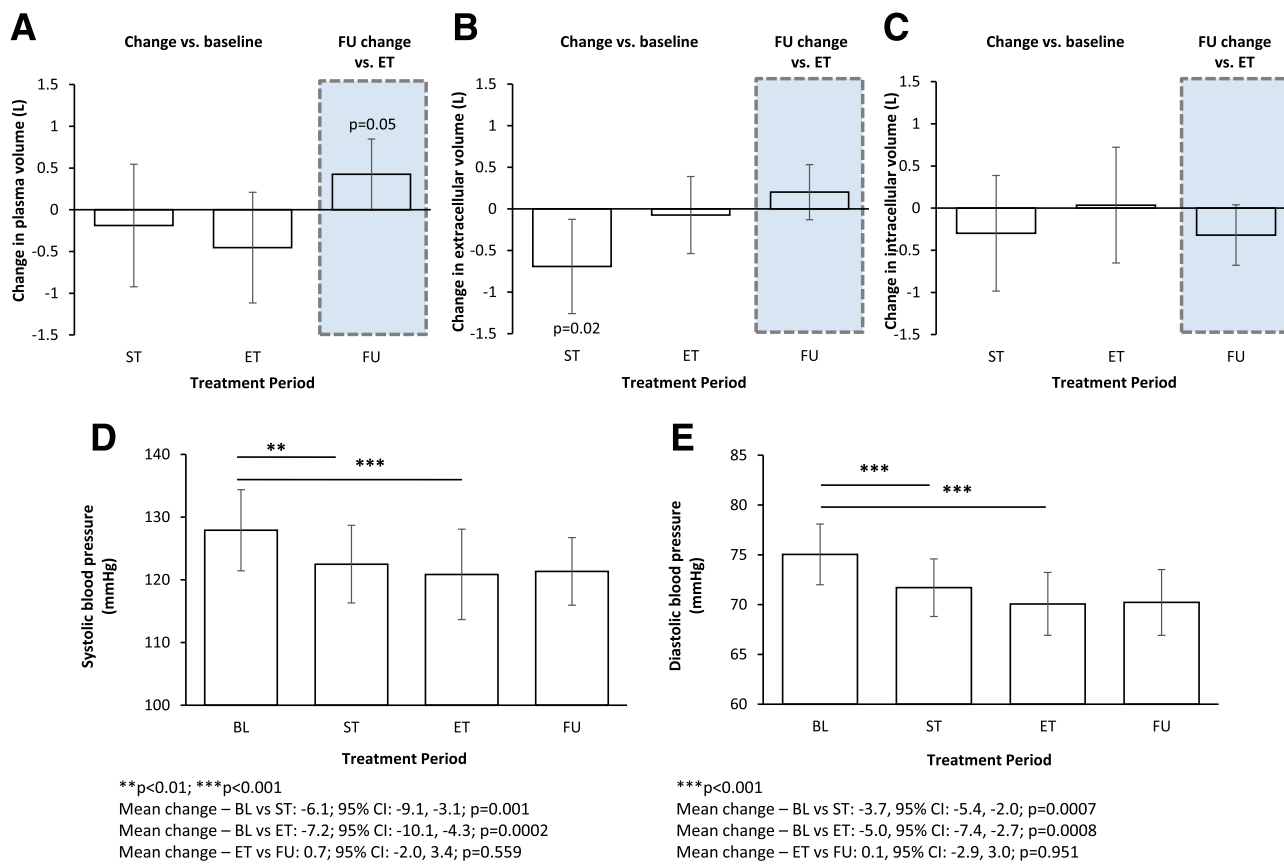 A
Change vs. baseline
FU change
vs. ET
Change in plasma volume (L)
1.5
1
0.5
0
-0.5
-1
-1.5
p=0.05
ST
ET
FU
Treatment Period
B
Change vs. baseline
FU change
vs. ET
Change in extracellular volume (L)
1.5
1
0.5
0
-0.5
-1
-1.5
p=0.02
ST
ET
FU
Treatment Period
C
Change vs. baseline
FU change
vs. ET
Change in intracellular volume (L)
1.5
1
0.5
0
-0.5
-1
-1.5
ST
ET
FU
Treatment Period
D
Systolic blood pressure
(mmHg)
140
130
120
110
100
**
***
BL
ST
ET
FU
Treatment Period
**p<0.01; ***p<0.001
Mean change – BL vs ST: -6.1; 95% CI: -9.1, -3.1; p=0.001
Mean change – BL vs ET: -7.2; 95% CI: -10.1, -4.3; p=0.0002
Mean change – ET vs FU: 0.7; 95% CI: -2.0, 3.4; p=0.559
E
Diastolic blood pressure
(mmHg)
85
80
75
70
65
60
***
***
BL
ST
ET
FU
Treatment Period
***p<0.001
Mean change – BL vs ST: -3.7, 95% CI: -5.4, -2.0; p=0.0007
Mean change – BL vs ET: -5.0, 95% CI: -7.4, -2.7; p=0.0008
Mean change – ET vs FU: 0.1, 95% CI: -2.9, 3.0; p=0.951